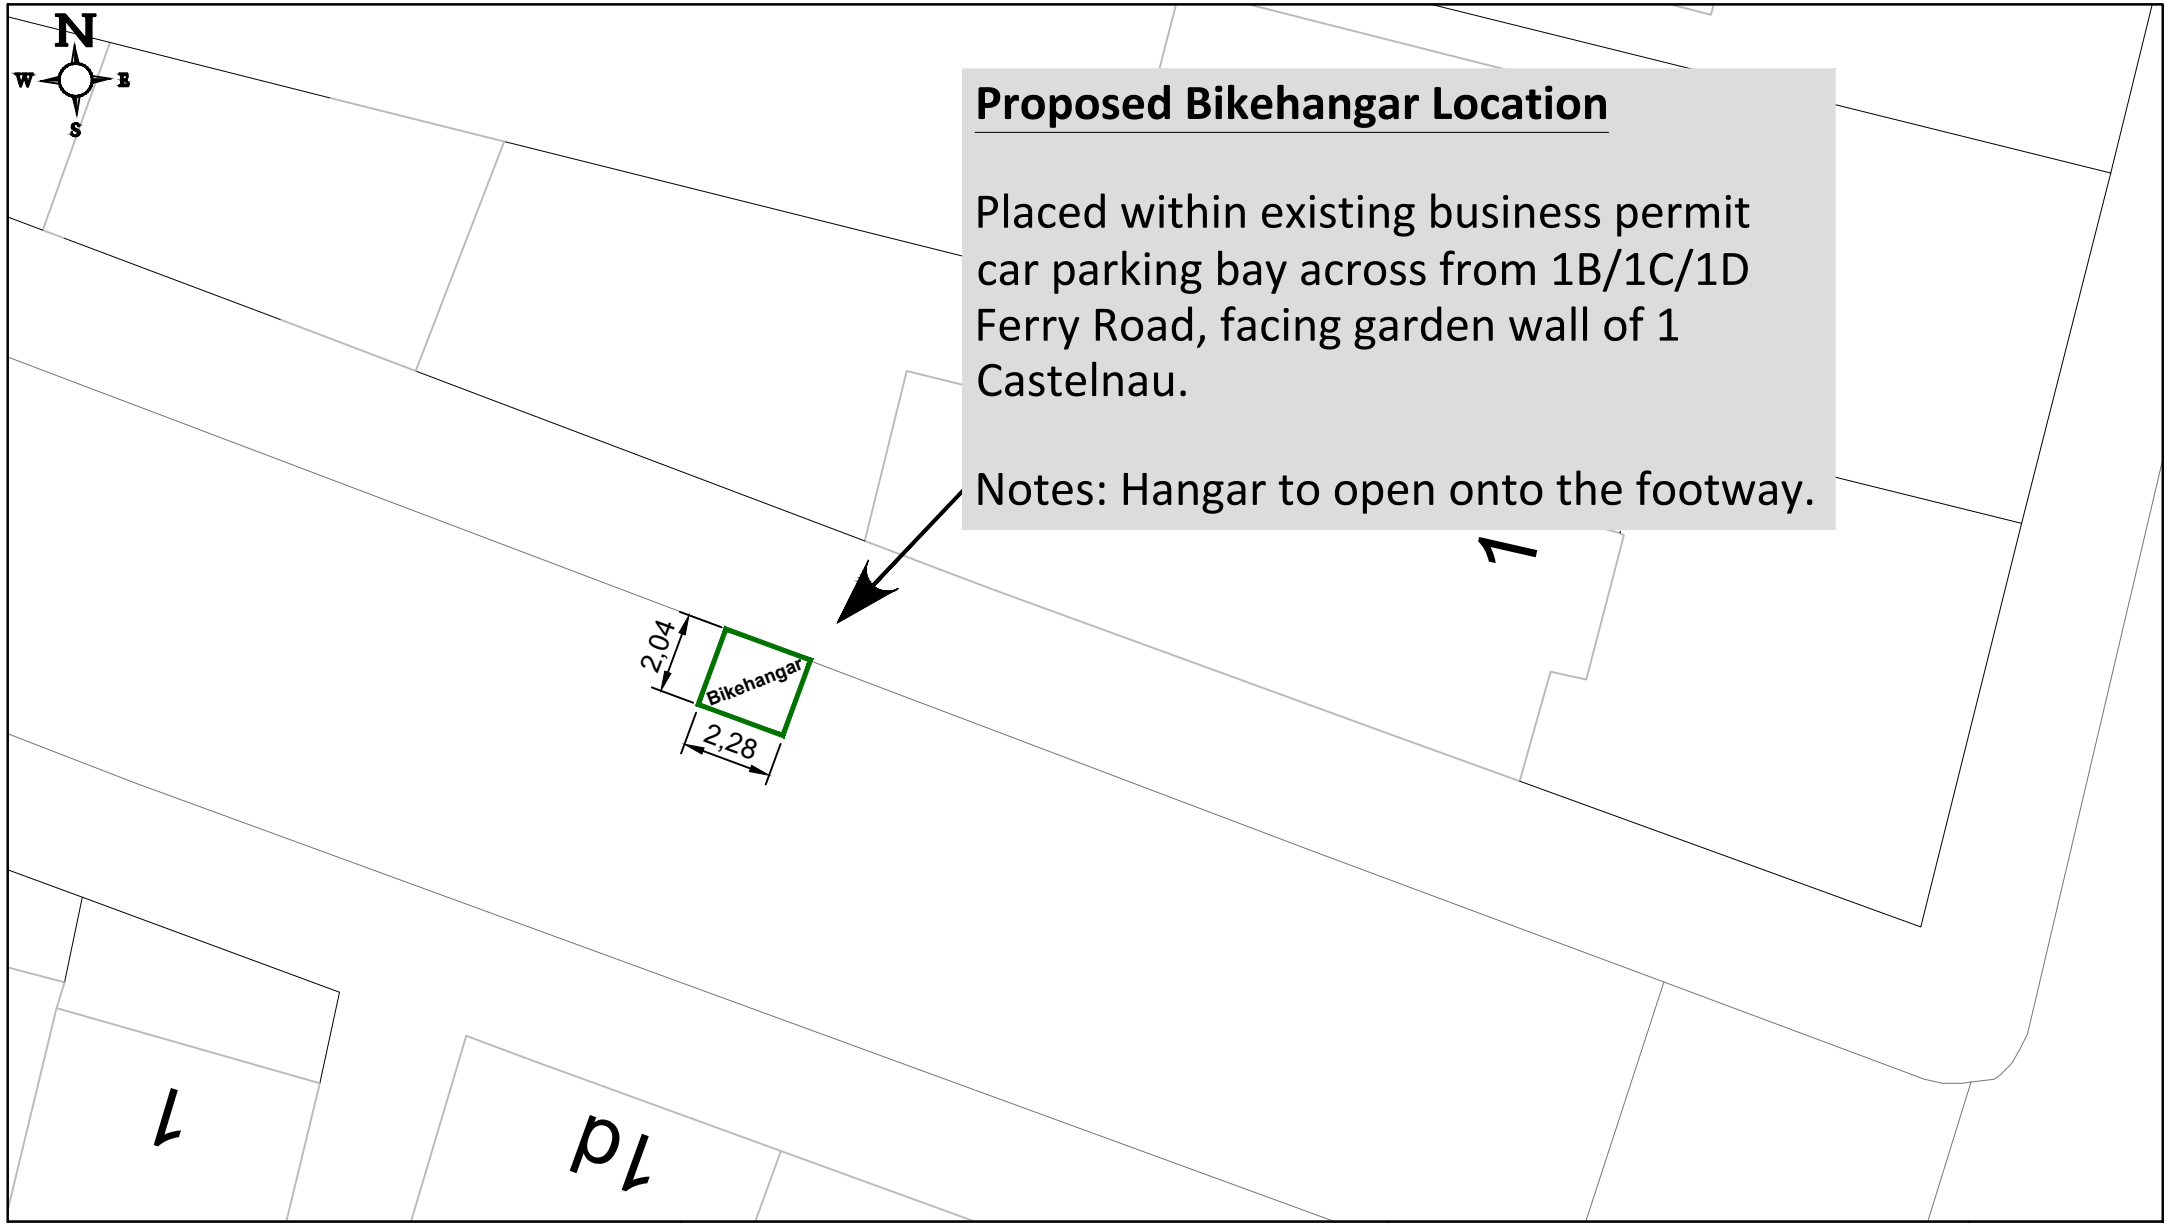 N
W E
S
Proposed Bikehangar Location
Placed within existing business permit
car parking bay across from 1B/1C/1D
Ferry Road, facing garden wall of 1
Castelnau.
Notes: Hangar to open onto the footway.
1
2,04
Bikehangar
2,28
1
1d